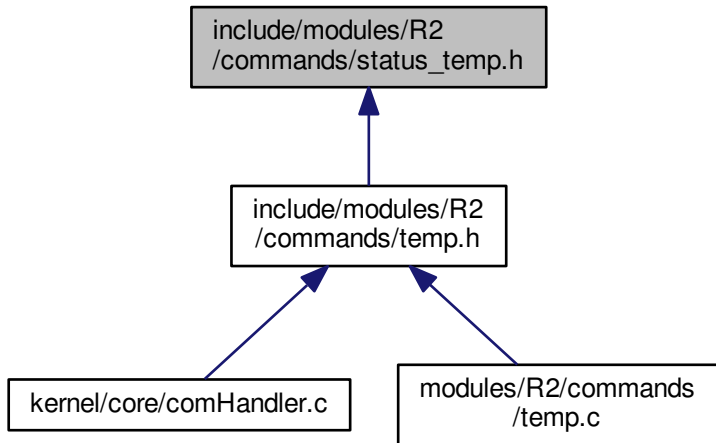 include/modules/R2
/commands/status_temp.h
include/modules/R2
/commands/temp.h
kernel/core/comHandler.c
modules/R2/commands
/temp.c